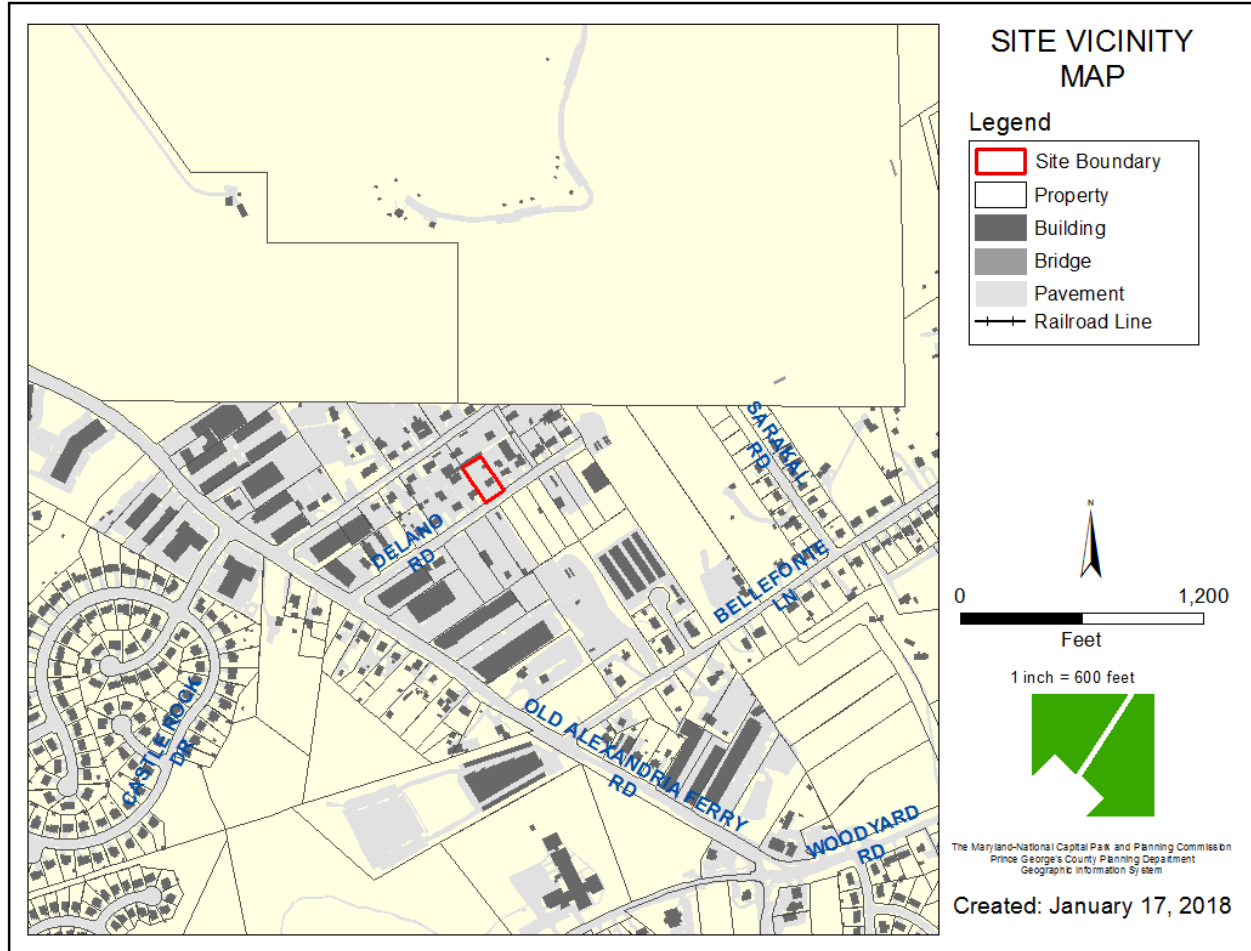 SITE VICINITY
MAP
Legend
Site Boundary
Property
Building
Bridge
Pavement
Railroad Line
SARAKAL
RD
DELANO
RD
BELLEFONTE
LN
CASTLE ROCK
DR
OLD ALEXANDRIA FERRY
RD
WOODYARD
RD
N
0 1,200
Feet
1 inch = 600 feet
The Maryland-National Capital Park and Planning Commission
Prince George's County Planning Department
Geographic Information System
Created: January 17, 2018